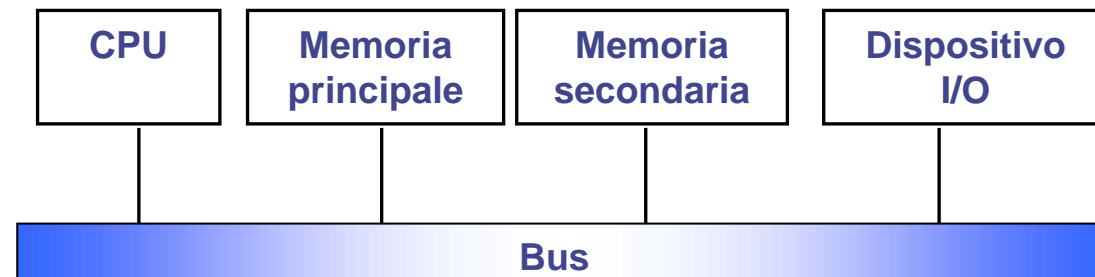 CPU
Memoria
principale
Memoria
secondaria
Dispositivo
I/O
Bus